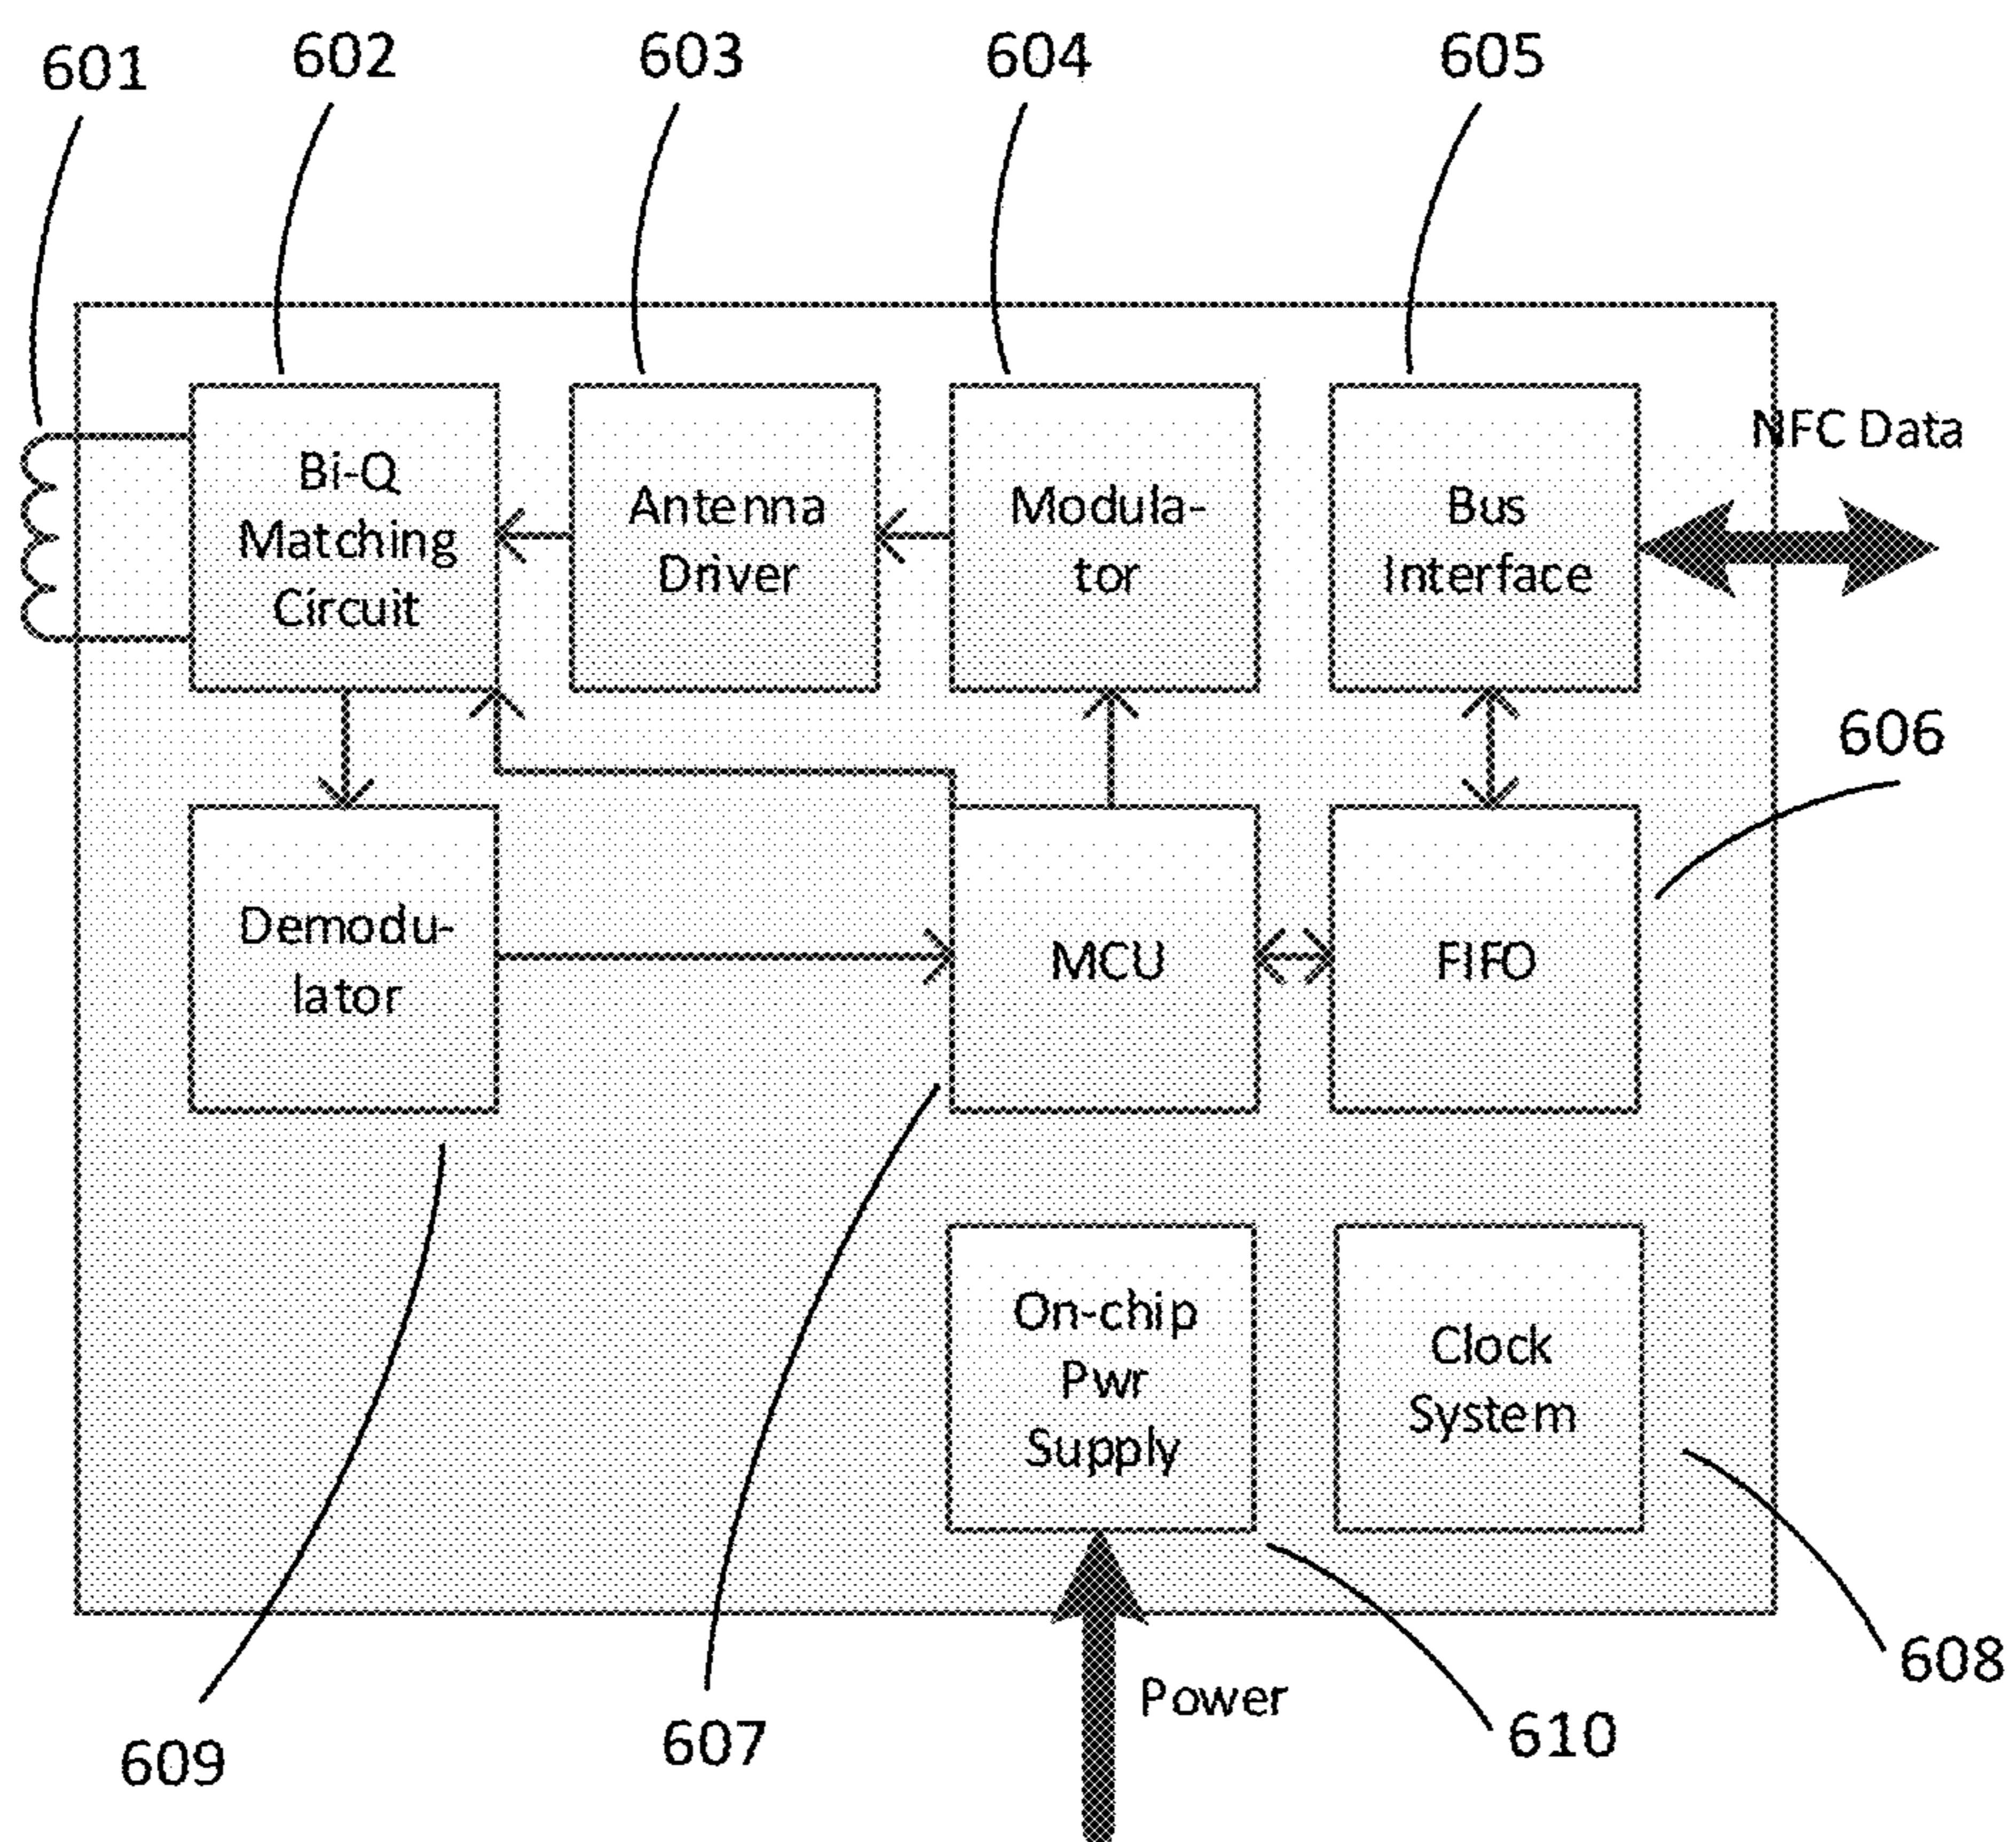 601
602
603
604
605
Bi-Q
Matching
Circuit
Antenna
Driver
Modula-
tor
Bus
Interface
NFC Data
606
Demodu-
lator
MCU
FIFO
On-chip
Pwr
Supply
Clock
System
609
607
Power
610
608